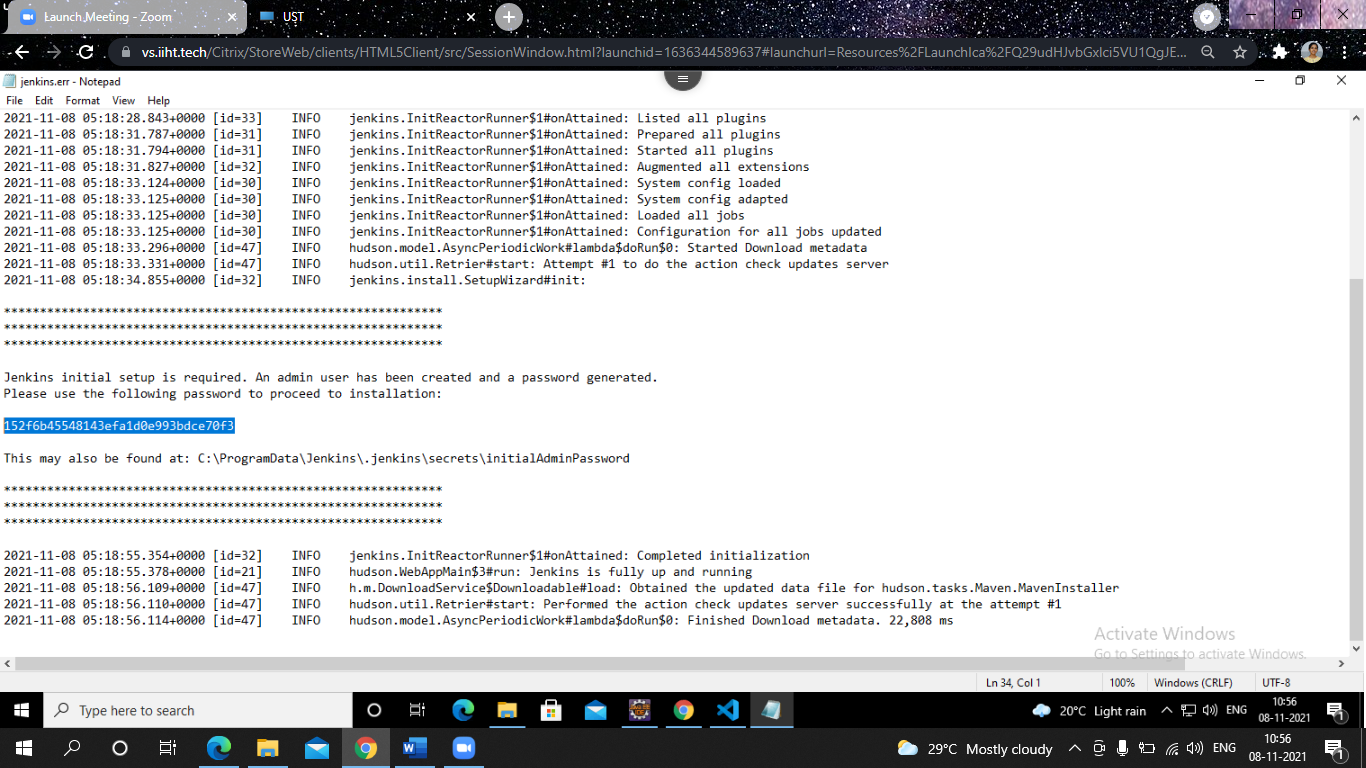 Launch Meeting - Zoom
UST
vs.iiht.tech/Citrix/StoreWeb/clients/HTML5Client/src/SessionWindow.html?launchid=1636344589637#launchurl=Resources%2FLaunchIca%2FQ29udHJvbGxlci5VU1QgJE...
jenkins.err - Notepad
File Edit Format View Help
2021-11-08 05:18:28.843+0000 [id=33] INFO jenkins.InitReactorRunner$1#onAttained: Listed all plugins
2021-11-08 05:18:31.787+0000 [id=31] INFO jenkins.InitReactorRunner$1#onAttained: Prepared all plugins
2021-11-08 05:18:31.794+0000 [id=31] INFO jenkins.InitReactorRunner$1#onAttained: Started all plugins
2021-11-08 05:18:31.827+0000 [id=32] INFO jenkins.InitReactorRunner$1#onAttained: Augmented all extensions
2021-11-08 05:18:33.124+0000 [id=30] INFO jenkins.InitReactorRunner$1#onAttained: System config loaded
2021-11-08 05:18:33.125+0000 [id=30] INFO jenkins.InitReactorRunner$1#onAttained: System config adapted
2021-11-08 05:18:33.125+0000 [id=30] INFO jenkins.InitReactorRunner$1#onAttained: Loaded all jobs
2021-11-08 05:18:33.125+0000 [id=30] INFO jenkins.InitReactorRunner$1#onAttained: Configuration for all jobs updated
2021-11-08 05:18:33.296+0000 [id=47] INFO hudson.model.AsyncPeriodicWork#lambda$doRun$0: Started Download metadata
2021-11-08 05:18:33.331+0000 [id=47] INFO hudson.util.Retrier#start: Attempt #1 to do the action check updates server
2021-11-08 05:18:34.855+0000 [id=32] INFO jenkins.install.SetupWizard#init:
*************************************************************
*************************************************************
*************************************************************
Jenkins initial setup is required. An admin user has been created and a password generated.
Please use the following password to proceed to installation:
152f6b45548143efa1d0e993bdce70f3
This may also be found at: C:\ProgramData\Jenkins\.jenkins\secrets\initialAdminPassword
*************************************************************
*************************************************************
*************************************************************
2021-11-08 05:18:55.354+0000 [id=32] INFO jenkins.InitReactorRunner$1#onAttained: Completed initialization
2021-11-08 05:18:55.378+0000 [id=21] INFO hudson.WebAppMain$3#run: Jenkins is fully up and running
2021-11-08 05:18:56.109+0000 [id=47] INFO h.m.DownloadService$Downloadable#load: Obtained the updated data file for hudson.tasks.Maven.MavenInstaller
2021-11-08 05:18:56.110+0000 [id=47] INFO hudson.util.Retrier#start: Performed the action check updates server successfully at the attempt #1
2021-11-08 05:18:56.114+0000 [id=47] INFO hudson.model.AsyncPeriodicWork#lambda$doRun$0: Finished Download metadata. 22,808 ms
Activate Windows
Go to Settings to activate Windows.
Ln 34, Col 1 100% Windows (CRLF) UTF-8
Type here to search
20°C Light rain
ENG
10:56
08-11-2021
1
29°C Mostly cloudy
ENG
10:56
08-11-2021
1